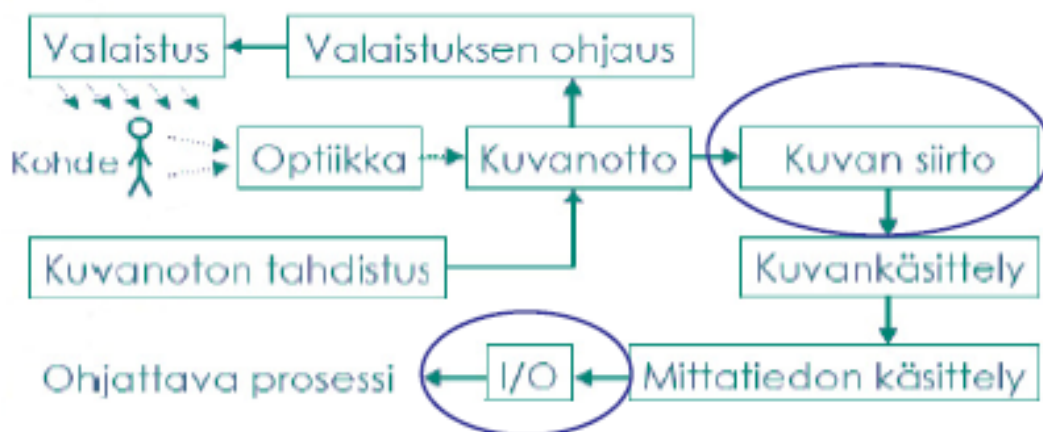 Valaistus
Valaistuksen ohjaus
Kohde
Optiikka
Kuvanotto
Kuvan siirto
Kuvanoton tahdistus
Kuvankäsittely
Ohjattava prosessi
I/O
Mittatiedon käsittely